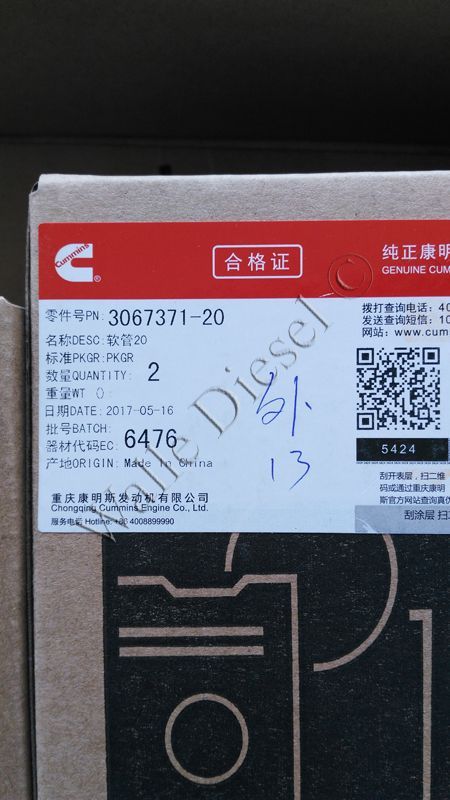 Cummins
®
合格证
纯正康明
GENUINE CUM
零件号PN: 3067371-20
名称DESC:软管20
标准PKGR:PKGR
数量QUANTITY: 2
重量WT ():
日期DATE:2017-05-16
批号BATCH:
器材代码EC: 6476
产地ORIGIN: Made In China
重庆康明斯发动机有限公司
Chongqing Cummins Engine Co., Ltd.
服务电话 Hotline: +86 4008899990
拨打查询电话: 40
发送查询短信: 10
网站: www.cum
5424
刮开表层，扫二维
码或通过重庆康明
斯官方网站查询真伪
刮涂层 扫二
13
Walle Diesel